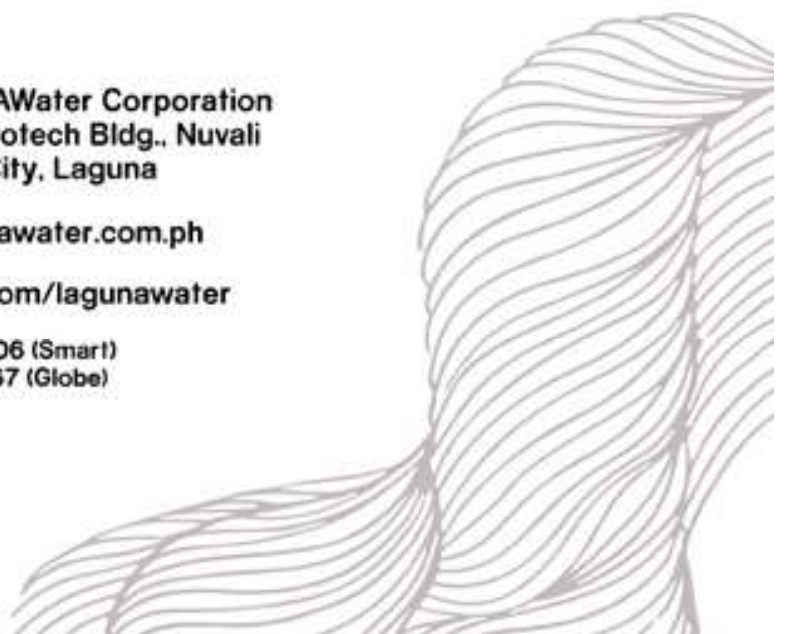 AWater Corporation
otech Bldg., Nuvali
ity, Laguna
awater.com.ph
om/lagunawater
06 (Smart)
67 (Globe)